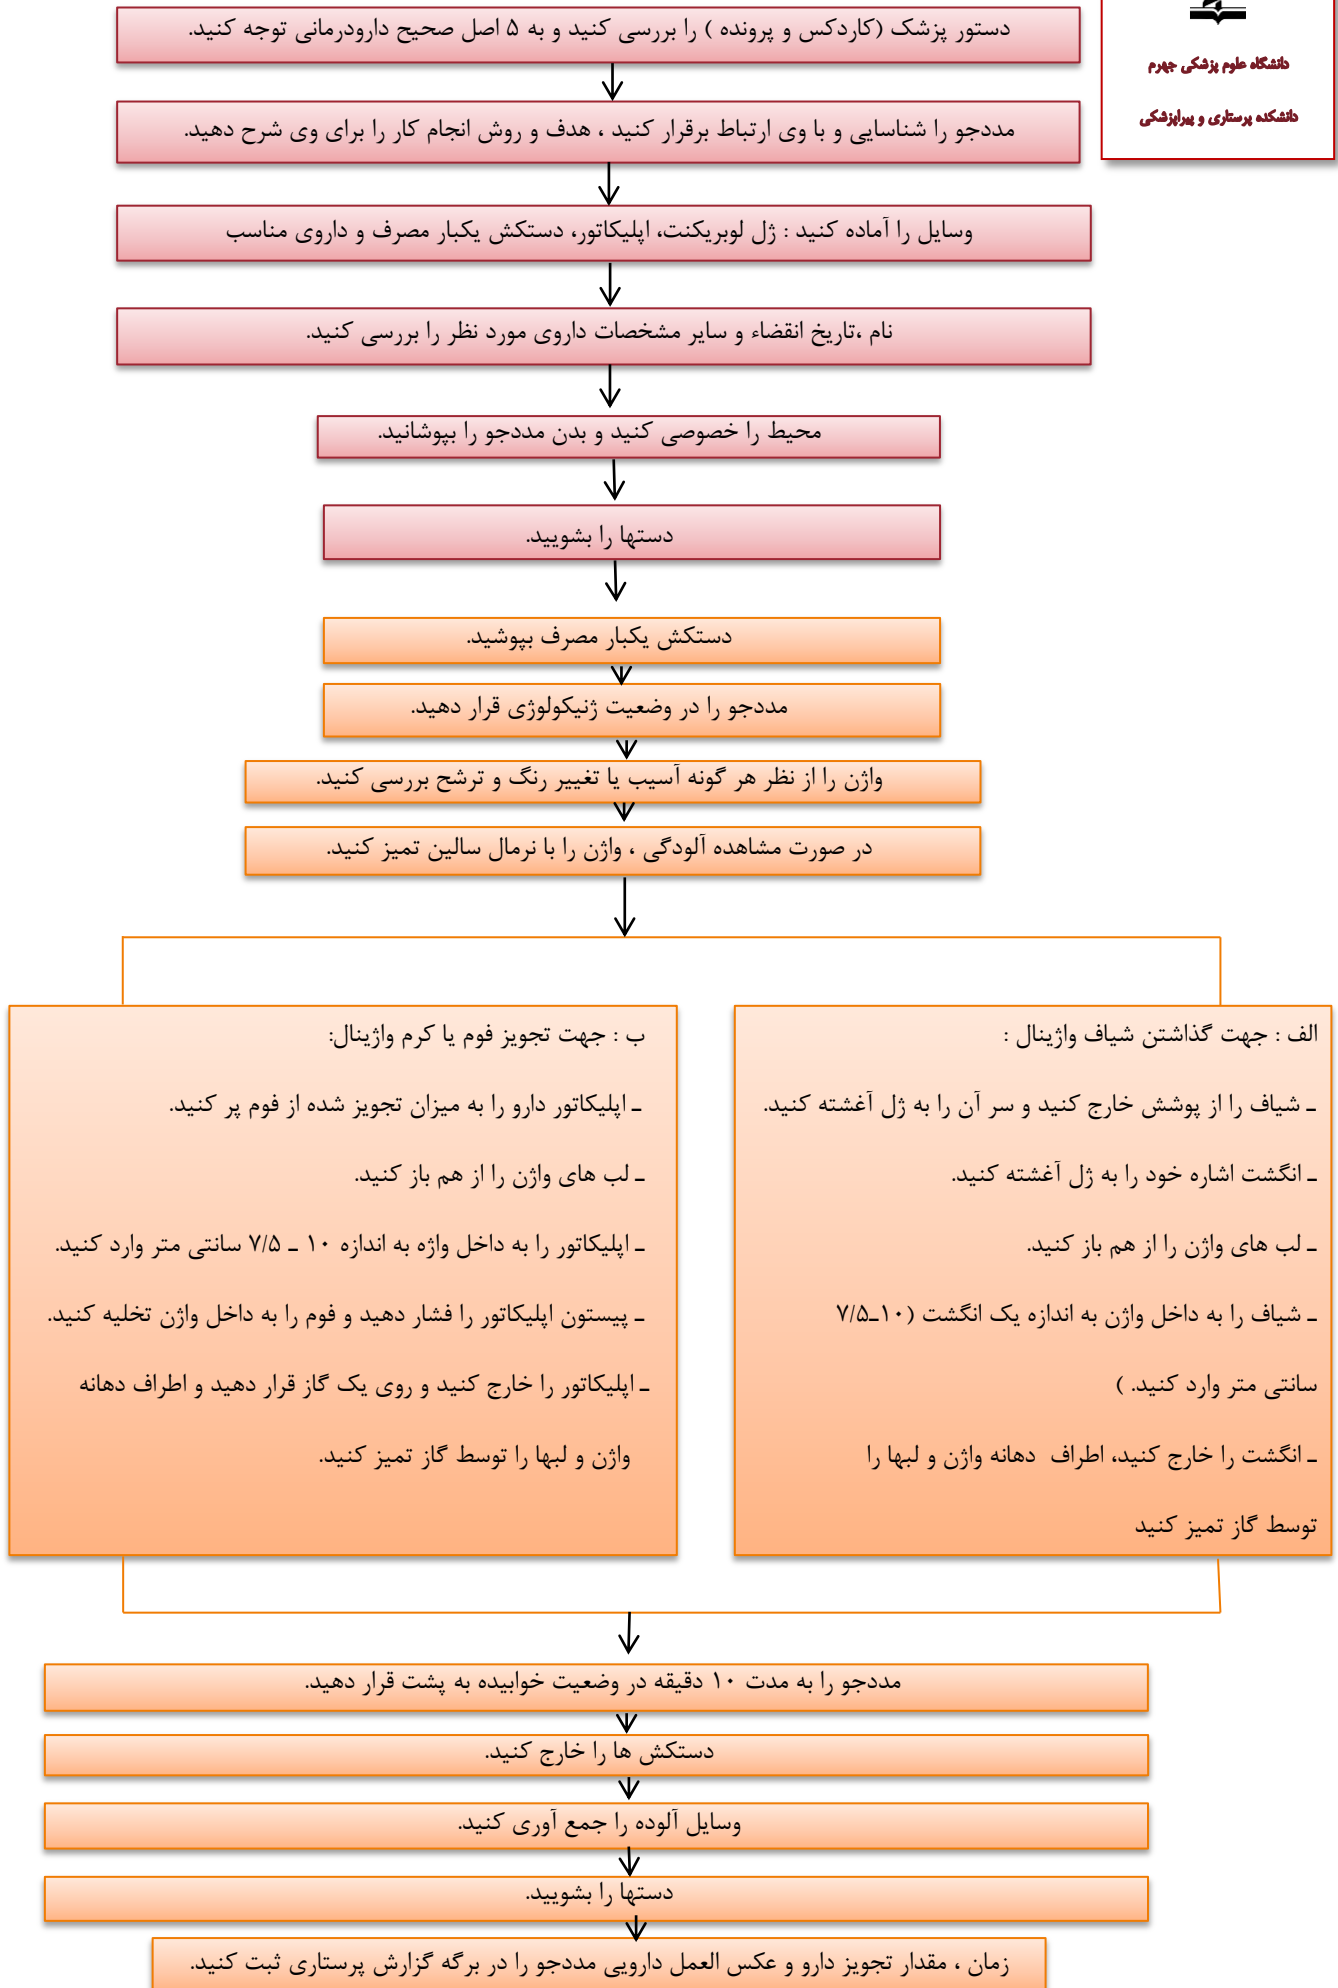 دانشگاه علوم پزشکی جهرم
دانشکده پرستاری و پیراپزشکی
دستور پزشک (کاردکس و پرونده ) را بررسی کنید و به ۵ اصل صحیح دارودرمانی توجه کنید.
مددجو را شناسایی و با وی ارتباط برقرار کنید ، هدف و روش انجام کار را برای وی شرح دهید.
وسایل را آماده کنید : ژل لوبریکنت، اپلیکاتور، دستکش یکبار مصرف و داروی مناسب
نام ،تاریخ انقضاء و سایر مشخصات داروی مورد نظر را بررسی کنید.
محیط را خصوصی کنید و بدن مددجو را بپوشانید.
دستها را بشویید.
دستکش یکبار مصرف بپوشید.
مددجو را در وضعیت ژنیکولوژی قرار دهید.
واژن را از نظر هر گونه آسیب یا تغییر رنگ و ترشح بررسی کنید.
در صورت مشاهده آلودگی ، واژن را با نرمال سالین تمیز کنید.
الف : جهت گذاشتن شیاف واژینال :
ـ شیاف را از پوشش خارج کنید و سر آن را به ژل آغشته کنید.
ـ انگشت اشاره خود را به ژل آغشته کنید.
ـ لب های واژن را از هم باز کنید.
ـ شیاف را به داخل واژن به اندازه یک انگشت (۱۰ـ۷/۵
سانتی متر وارد کنید. )
ـ انگشت را خارج کنید، اطراف دهانه واژن و لبها را
توسط گاز تمیز کنید
ب : جهت تجویز فوم یا کرم واژینال:
ـ اپلیکاتور دارو را به میزان تجویز شده از فوم پر کنید.
ـ لب های واژن را از هم باز کنید.
ـ اپلیکاتور را به داخل واژه به اندازه ۱۰ ـ ۷/۵ سانتی متر وارد کنید.
ـ پیستون اپلیکاتور را فشار دهید و فوم را به داخل واژن تخلیه کنید.
ـ اپلیکاتور را خارج کنید و روی یک گاز قرار دهید و اطراف دهانه
واژن و لبها را توسط گاز تمیز کنید.
مددجو را به مدت ۱۰ دقیقه در وضعیت خوابیده به پشت قرار دهید.
دستکش ها را خارج کنید.
وسایل آلوده را جمع آوری کنید.
دستها را بشویید.
زمان ، مقدار تجویز دارو و عکس العمل دارویی مددجو را در برگه گزارش پرستاری ثبت کنید.